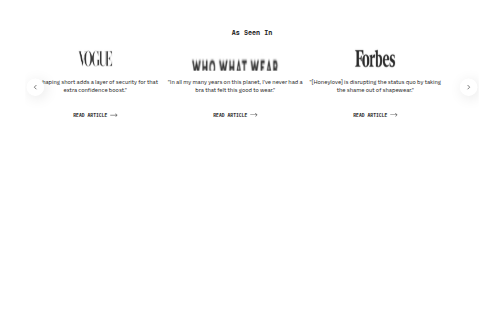 As Seen In
VOGUE
WHO WHAT WEAR
Forbes
shaping short adds a layer of security for that
extra confidence boost."
"In all my many years on this planet, I've never had a
bra that felt this good to wear."
"[Honeylove] is disrupting the status quo by taking
the shame out of shapewear."
READ ARTICLE
READ ARTICLE
READ ARTICLE